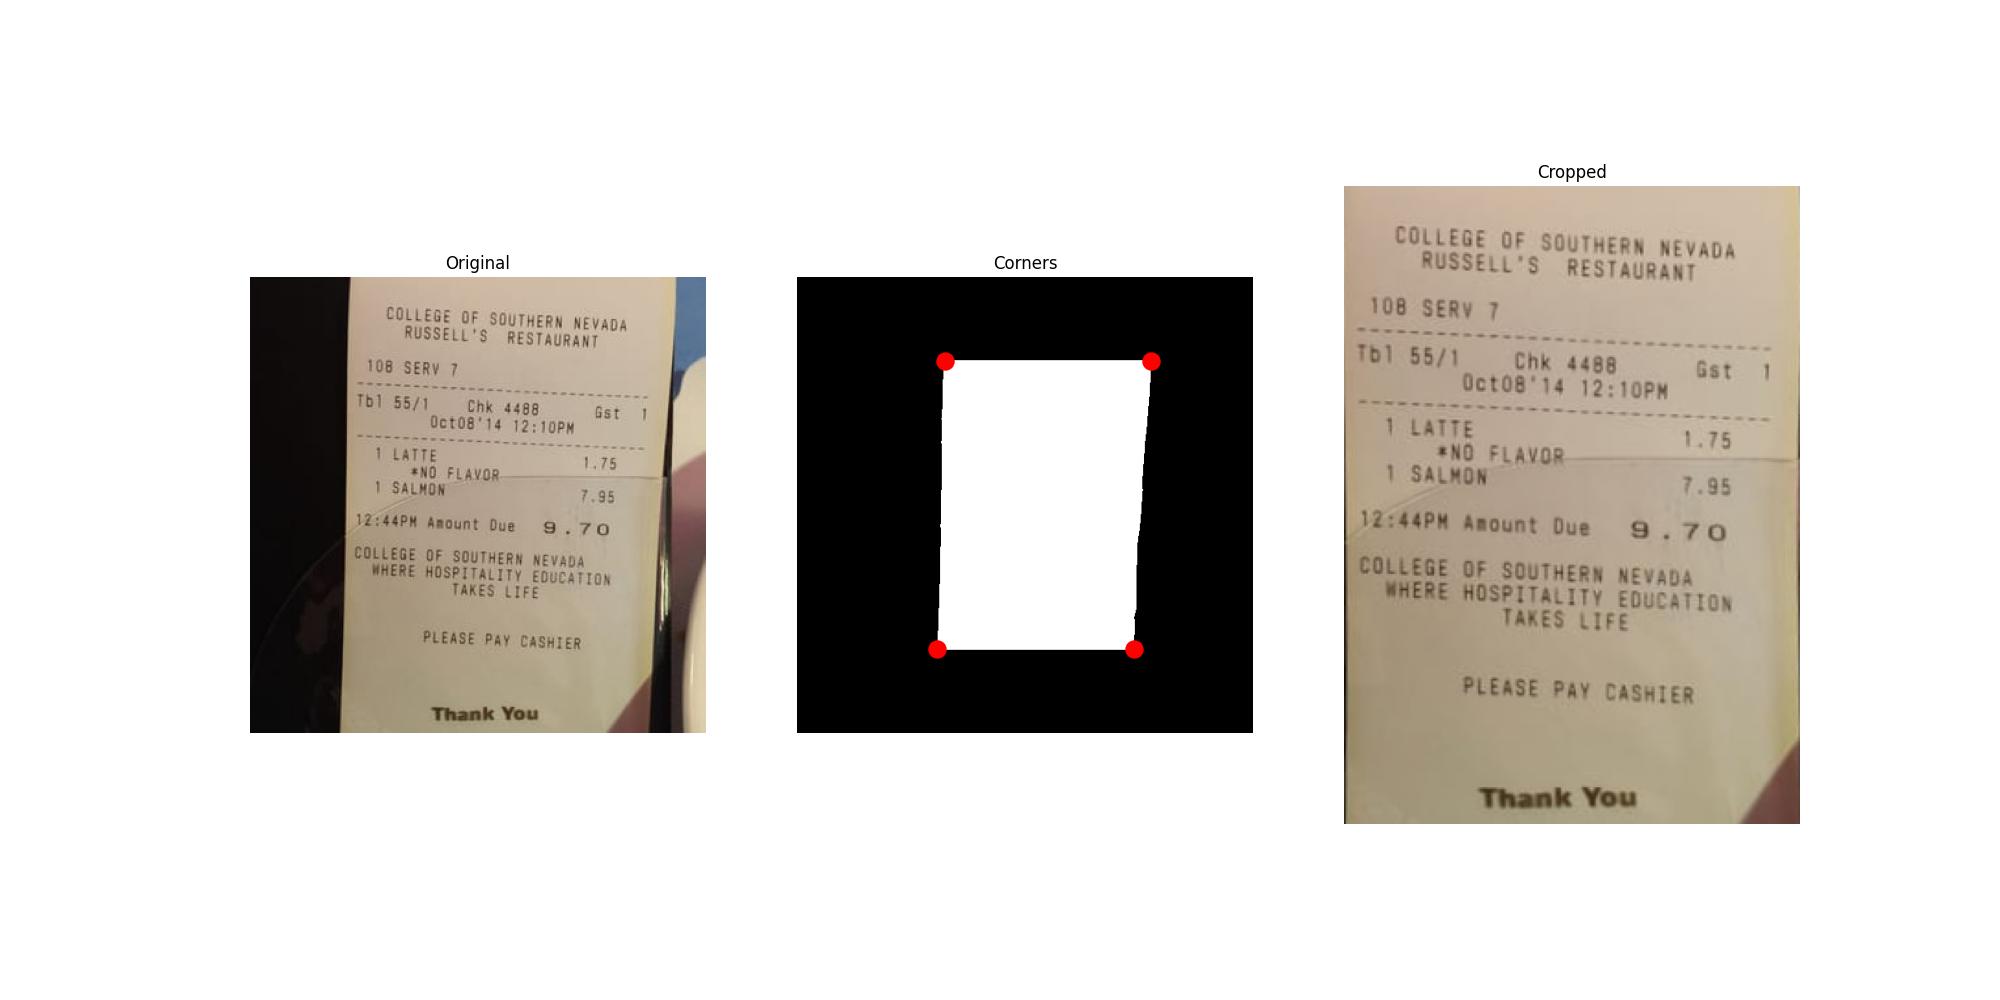 Original
COLLEGE OF SOUTHERN NEVADA
RUSSELL'S RESTAURANT
108 SERV 7
Tbl 55/1 Chk 4488 Gst 1
Oct08'14 12:10PM
1 LATTE 1.75
*NO FLAVOR
1 SALMON 7.95
12:44PM Amount Due 9.70
COLLEGE OF SOUTHERN NEVADA
WHERE HOSPITALITY EDUCATION
TAKES LIFE
PLEASE PAY CASHIER
Thank You
Corners
Cropped
COLLEGE OF SOUTHERN NEVADA
RUSSELL'S RESTAURANT
108 SERV 7
Tbl 55/1 Chk 4488 Gst 1
Oct08'14 12:10PM
1 LATTE 1.75
*NO FLAVOR
1 SALMON 7.95
12:44PM Amount Due 9.70
COLLEGE OF SOUTHERN NEVADA
WHERE HOSPITALITY EDUCATION
TAKES LIFE
PLEASE PAY CASHIER
Thank You